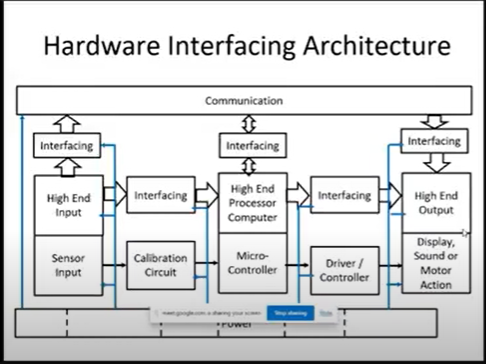 Hardware Interfacing Architecture
Communication
Interfacing
Interfacing
Interfacing
High End
Input
Interfacing
High End
Processor
Computer
Interfacing
High End
Output
Sensor
Input
Calibration
Circuit
Micro-
Controller
Driver /
Controller
Display,
Sound or
Motor
Action
meet.google.com is sharing your screen.
Stop sharing
Hide
Power